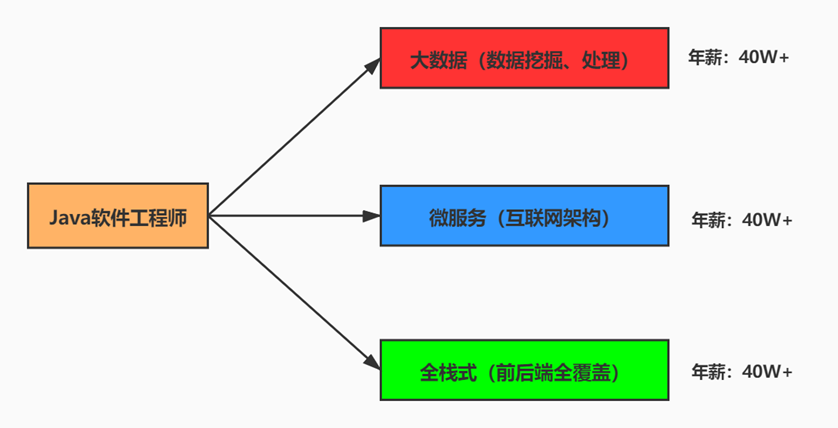 大数据（数据挖掘、处理）
年薪：40W+
Java软件工程师
微服务（互联网架构）
年薪：40W+
全栈式（前后端全覆盖）
年薪：40W+